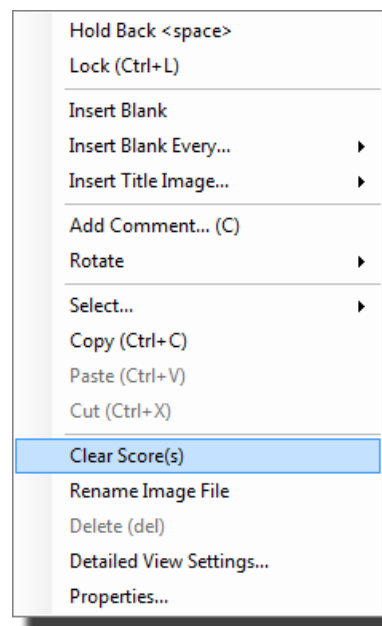 Hold Back <space>
Lock (Ctrl+L)
Insert Blank
Insert Blank Every...
Insert Title Image...
Add Comment... (C)
Rotate
Select...
Copy (Ctrl+C)
Paste (Ctrl+V)
Cut (Ctrl+X)
Clear Score(s)
Rename Image File
Delete (del)
Detailed View Settings...
Properties...